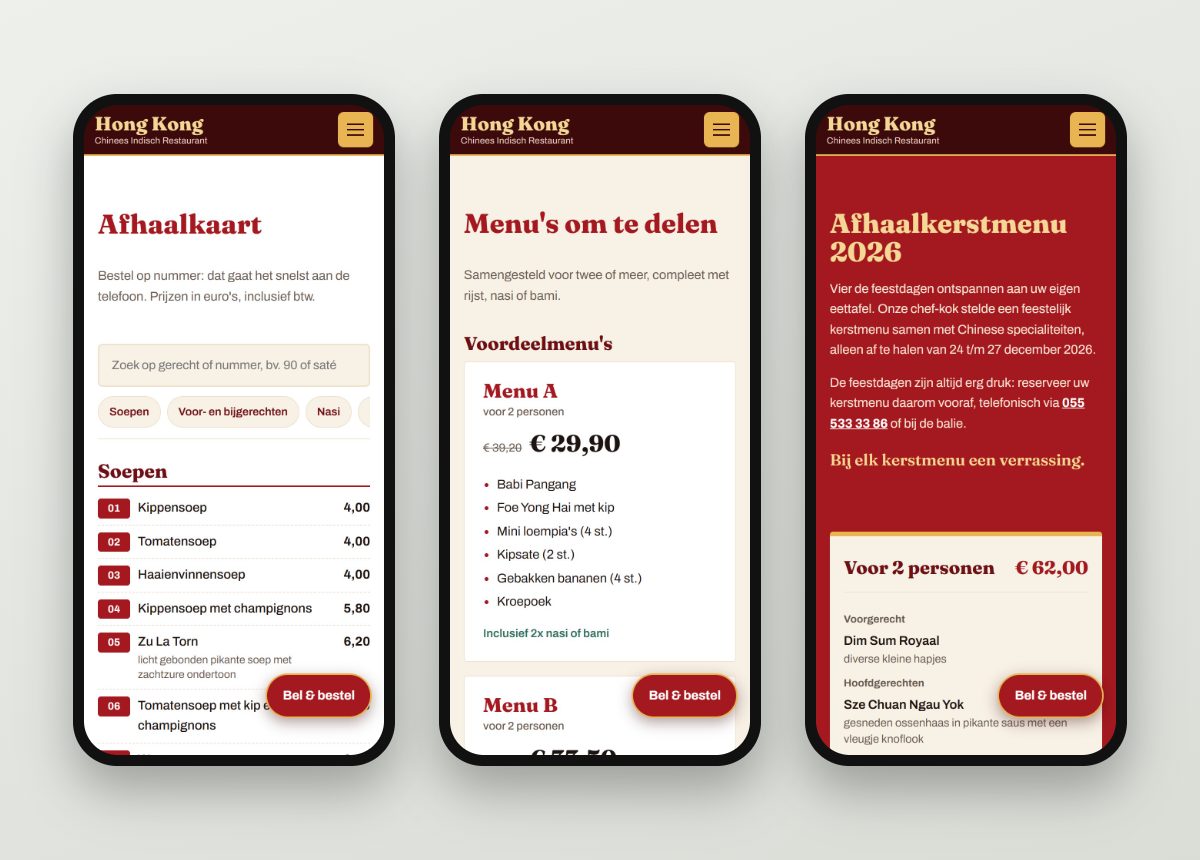 Hong Kong
Chinees Indisch Restaurant
Afhaalkaart
Bestel op nummer: dat gaat het snelst aan de
telefoon. Prijzen in euro's, inclusief btw.
Zoek op gerecht of nummer, bv. 90 of saté
Soepen
Voor- en bijgerechten
Nasi
Soepen
01 Kippensoep 4,00
02 Tomatensoep 4,00
03 Haaienvinnensoep 4,00
04 Kippensoep met champignons 5,80
05 Zu La Torn 6,20
licht gebonden pikante soep met
zachtzure ondertoon
06 Tomatensoep met kip
champignons
Bel & bestel
Hong Kong
Chinees Indisch Restaurant
Menu's om te delen
Samengesteld voor twee of meer, compleet met
rijst, nasi of bami.
Voordeelmenu's
Menu A
voor 2 personen
€ 39,20 € 29,90
• Babi Pangang
• Foe Yong Hai met kip
• Mini loempia's (4 st.)
• Kipsate (2 st.)
• Gebakken bananen (4 st.)
• Kroepoek
Inclusief 2x nasi of bami
Menu B
voor 2 personen
Bel & bestel
Hong Kong
Chinees Indisch Restaurant
Afhaalkerstmenu
2026
Vier de feestdagen ontspannen aan uw eigen
eettafel. Onze chef-kok stelde een feestelijk
kerstmenu samen met Chinese specialiteiten,
alleen af te halen van 24 t/m 27 december 2026.
De feestdagen zijn altijd erg druk: reserveer uw
kerstmenu daarom vooraf, telefonisch via 055
533 33 86 of bij de balie.
Bij elk kerstmenu een verrassing.
Voor 2 personen € 62,00
Voorgerecht
Dim Sum Royaal
diverse kleine hapjes
Hoofdgerechten
Sze Chuan Ngau Yok
gesneden ossenhaas in pikante saus met een
vleugje knoflook
Bel & bestel